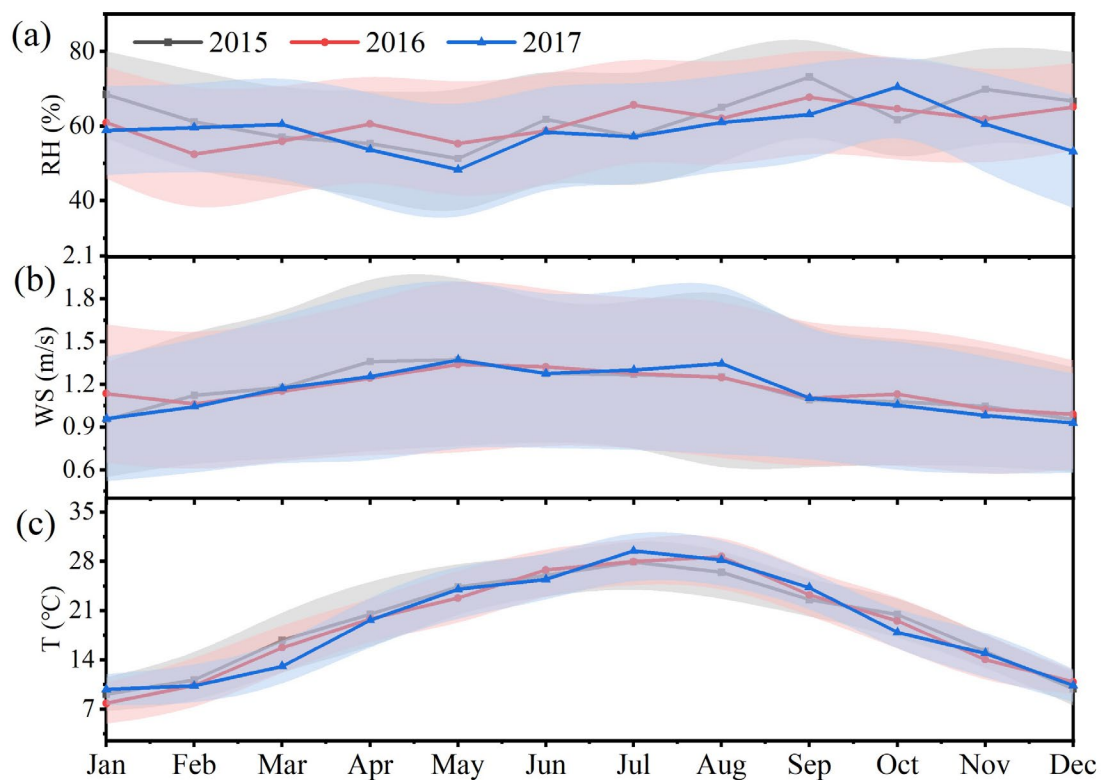 (a)
2015 2016 2017
RH (%)
80
60
40
(b)
WS (m/s)
2.1
1.8
1.5
1.2
0.9
0.6
(c)
T (℃)
35
28
21
14
7
Jan Feb Mar Apr May Jun Jul Aug Sep Oct Nov Dec